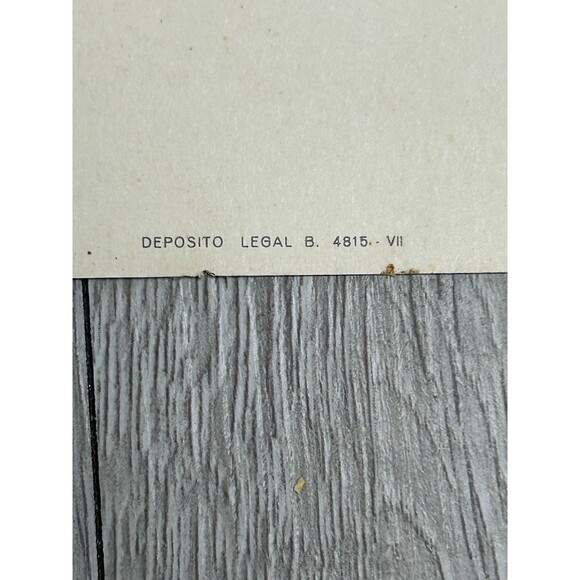 DEPOSITO LEGAL B. 4815 - VII